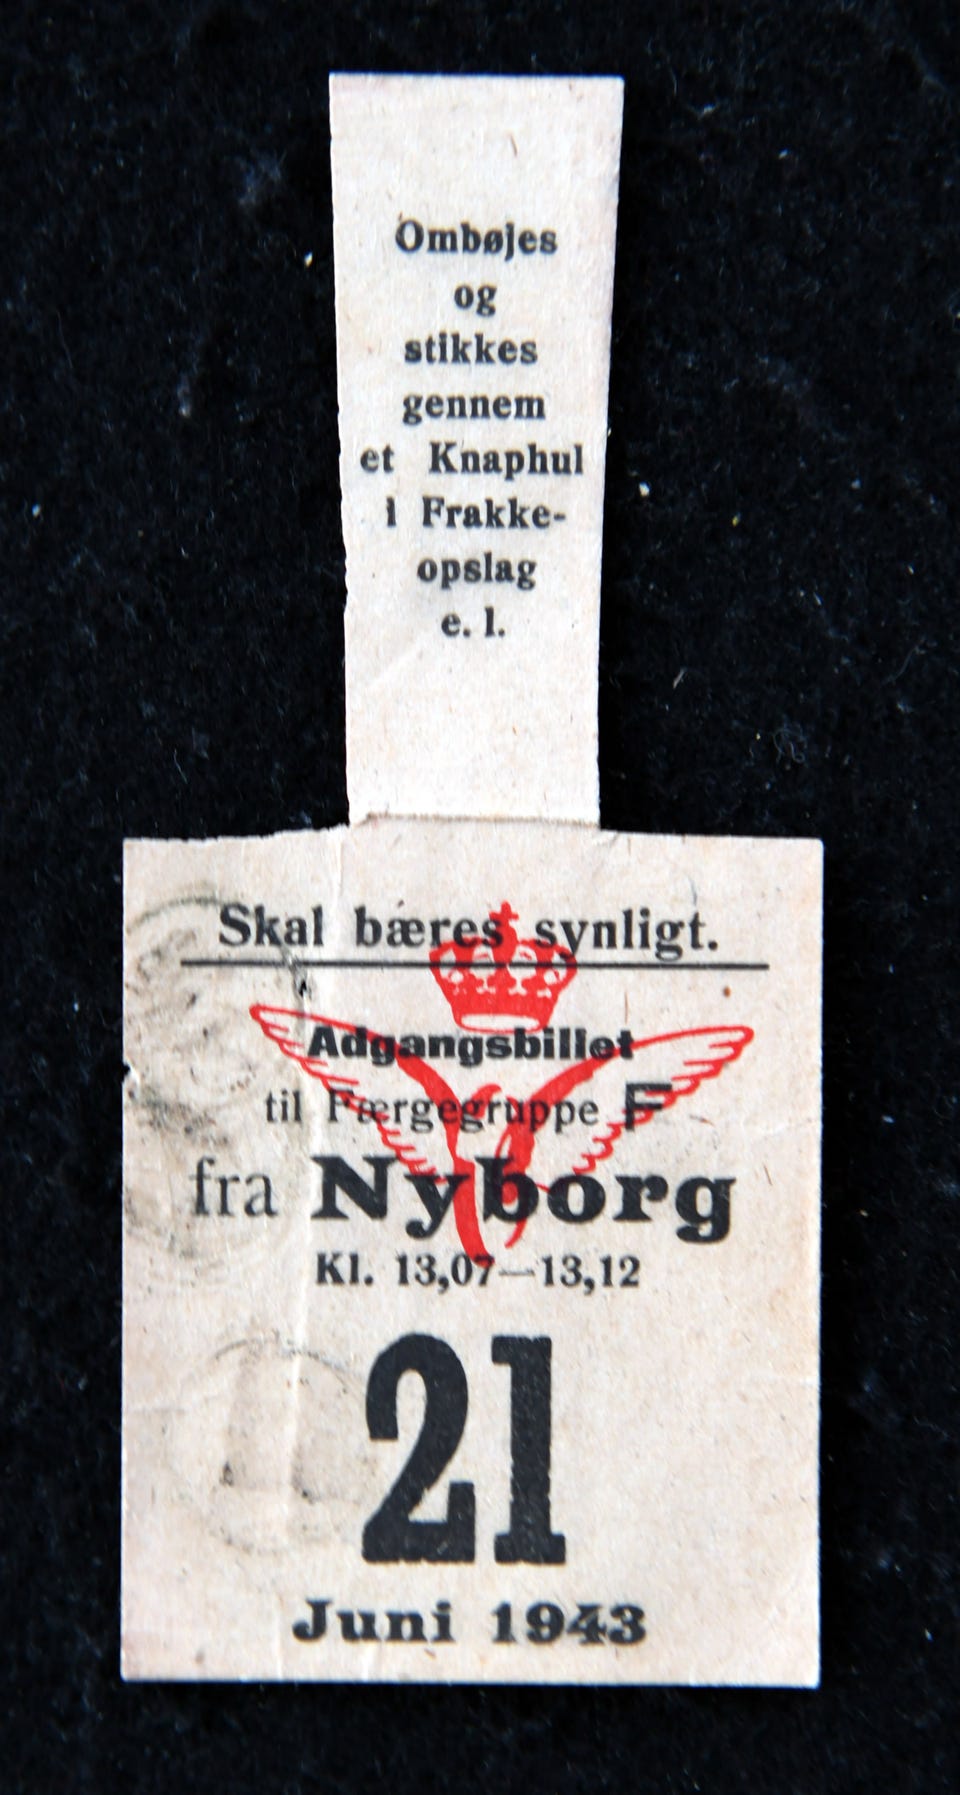 Ombøjes
og
stikkes
gennem
et Knaphul
i Frakke-
opslag
e. l.
Skal bæres synligt.
Adgangsbillet
til Færgegruppe F
fra Nyborg
Kl. 13,07—13,12
21
Juni 1943